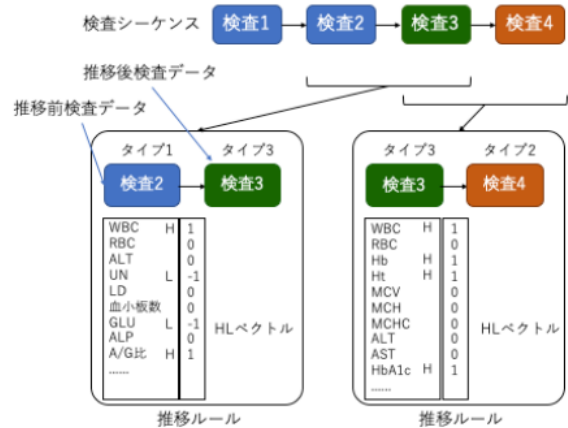 検査シーケンス 検査1 検査2 検査3 検査4
推移後検査データ
推移前検査データ
タイプ1 タイプ3
検査2 検査3
WBC H 1
RBC 0
ALT 0
UN L -1
LD 0
血小板数 0
GLU L -1
ALP 0
A/G比 H 1
......
HLベクトル
推移ルール
タイプ3 タイプ2
検査3 検査4
WBC H 1
RBC 0
Hb H 1
Ht H 1
MCV 0
MCH 0
MCHC 0
ALT 0
AST 0
HbA1c H 1
......
HLベクトル
推移ルール